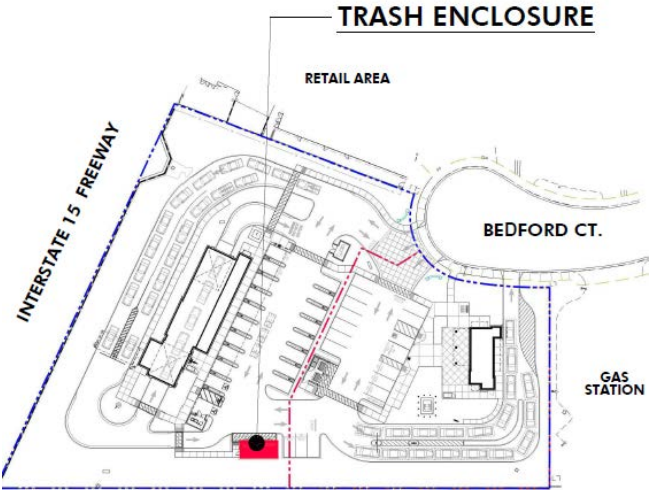 TRASH ENCLOSURE
RETAIL AREA
INTERSTATE 15 FREEWAY
BEDFORD CT.
GAS
STATION